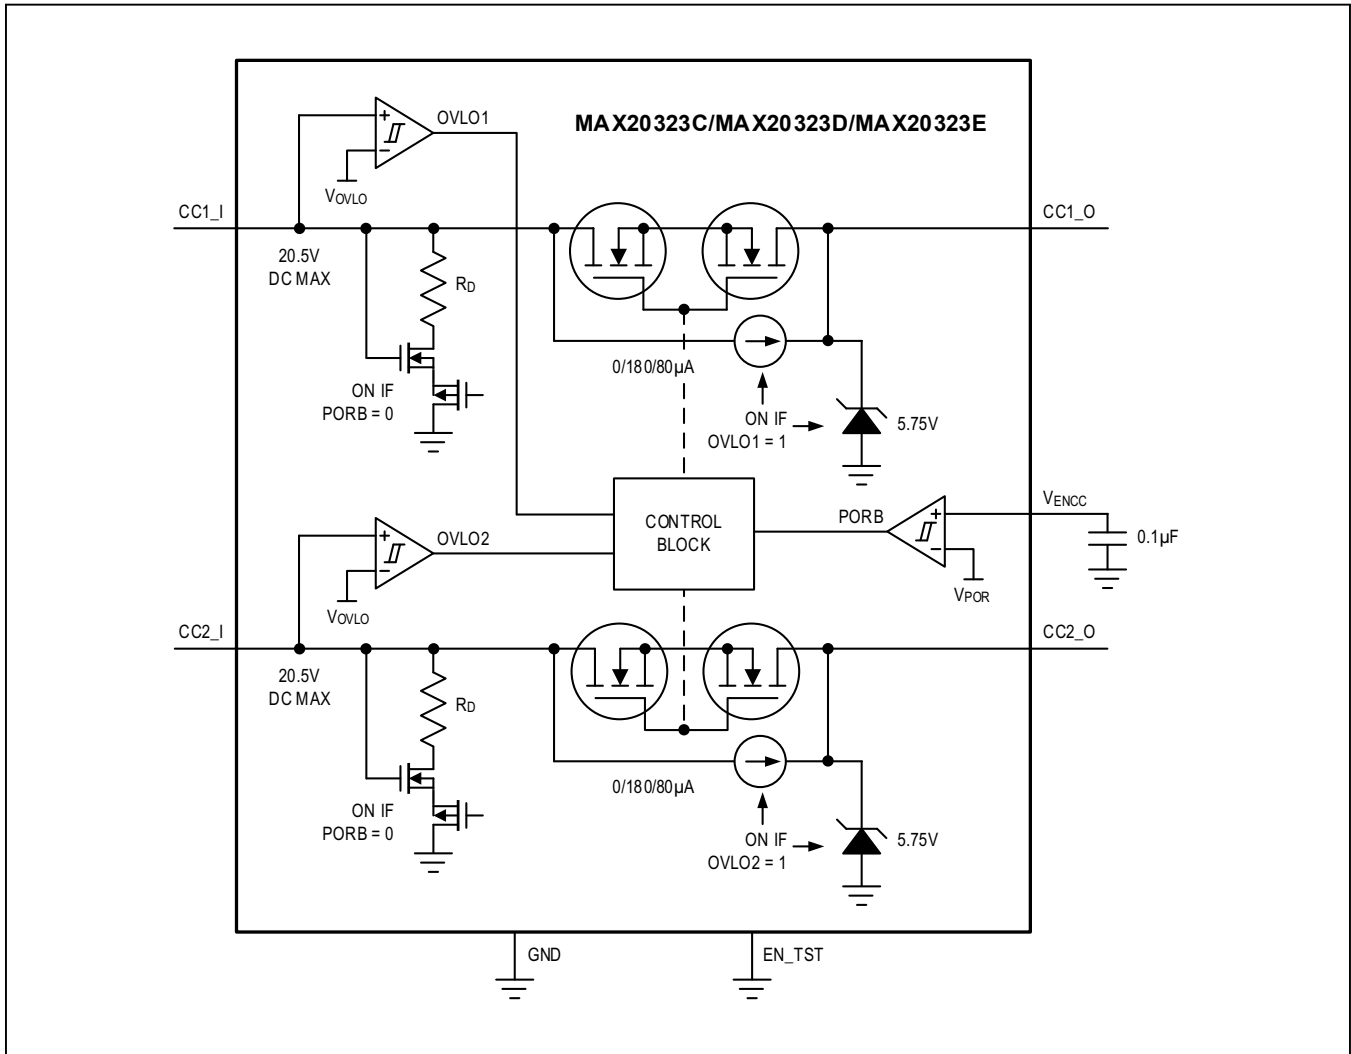 OVLO1
MAX20323C/MAX20323D/MAX20323E
+
−
VOVLO
CC1_I
CC1_O
20.5V
DC MAX
RD
0/180/80µA
ON IF
PORB = 0
ON IF
OVLO1 = 1
5.75V
CONTROL
BLOCK
PORB
+
−
VENCC
0.1µF
VPOR
OVLO2
+
−
VOVLO
CC2_I
CC2_O
20.5V
DC MAX
RD
0/180/80µA
ON IF
PORB = 0
ON IF
OVLO2 = 1
5.75V
GND
EN_TST